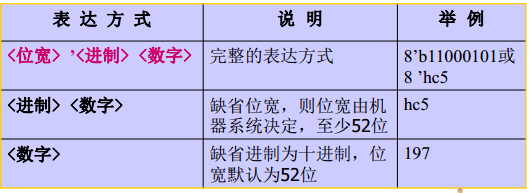 表 达 方 式 说 明 举 例
<位宽> ’<进制> <数字> 完整的表达方式 8’b11000101或
8 ’hc5
<进制> <数字> 缺省位宽，则位宽由机 hc5
器系统决定，至少52位
<数字> 缺省进制为十进制，位 197
宽默认为52位